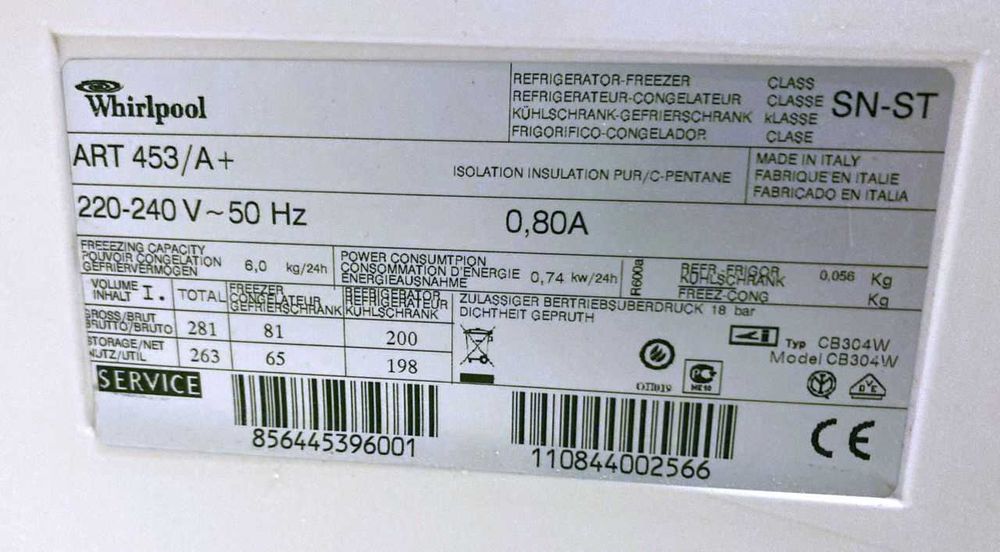 Whirlpool
REFRIGERATOR-FREEZER CLASS
REFRIGERATEUR-CONGELATEUR CLASSE
KÜHLSCHRANK-GEFRIERSCHRANK KLASSE
FRIGORIFICO-CONGELADOR CLASE
SN-ST
ART 453/A+
ISOLATION INSULATION PUR/C-PENTANE
MADE IN ITALY
FABRIQUE EN ITALIE
FABRICADO EN ITALIA
220-240 V~50 Hz 0,80A
FREEEZING CAPACITY
POUVOIR CONGELATION
GEFRIERVERMÖGEN
6,0 kg/24h
POWER CONSUMTPION
CONSOMMATION D'ENERGIE
ENERGIEAUSNAHME
0,74 kw/24h
R600a
REFR-FRIGOR
KÜHLSCHRANK
0,056 Kg
FREEZ-CONG Kg
VOLUME
INHALT I.
TOTAL
FREEZER
CONGELATEUR
GEFRIERSCHRANK
REFRIGERATOR
REFRIGERATEUR
KÜHLSCHRANK
GROSS/BRUT
BRUTTO/BRUTO
281 81 200
STORAGE/NET
NUTZ/UTIL
263 65 198
ZULASSIGER BERTRIEBSUBERDRUCK 18 bar
DICHTHEIT GEPRUTH
Typ CB304W
Model CB304W
ОП019
ME 10
SERVICE
856445396001
110844002566
CE